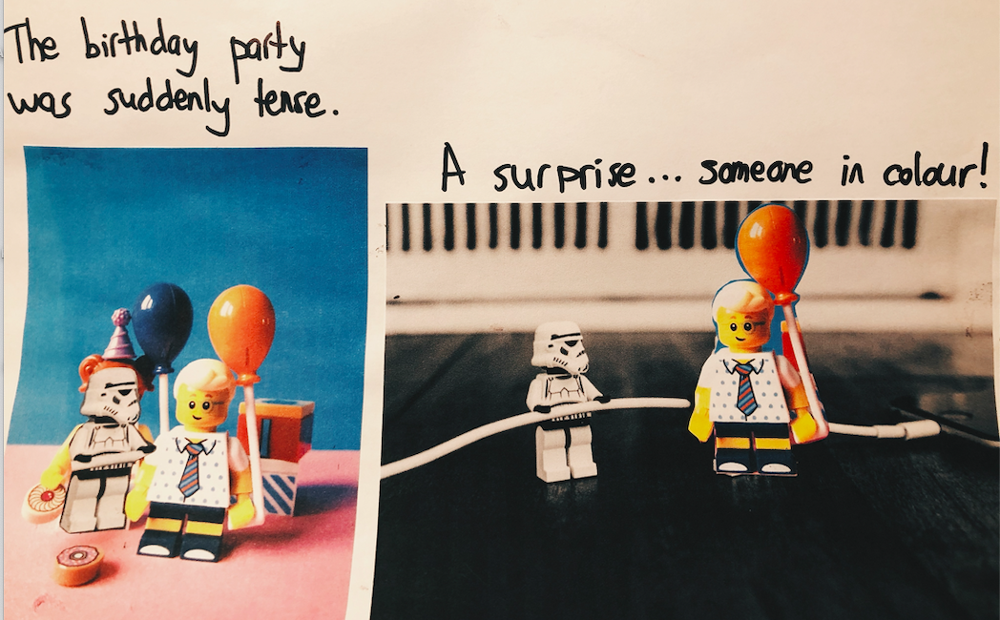 The birthday party
was suddenly tense.
A surprise... someone in colour!